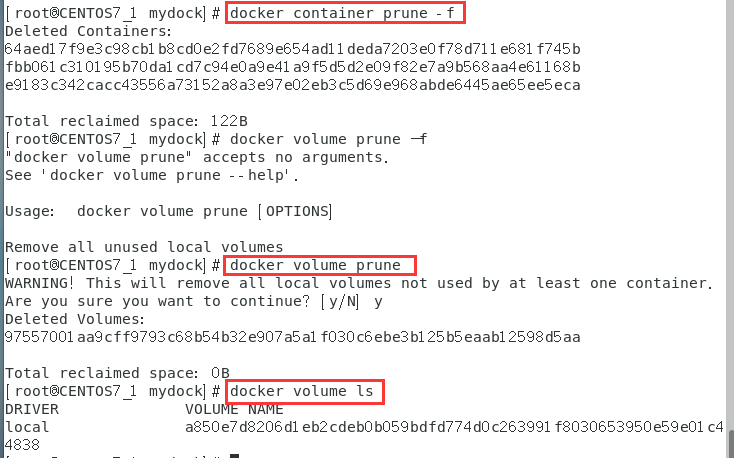 [root@CENTOS7_1 mydock]# docker container prune -f
Deleted Containers:
64aed17f9e3c98cb1b8cd0e2fd7689e654ad11deda7203e0f78d711e681f745b
fbb061c310195b70da1cd7c94e0a9e41a9f5d5d2e09f82e7a9b568aa4e61168b
e9183c342cacc43556a73152a8a3e97e02eb3c5d69e968abde6445ae65ee5eca
Total reclaimed space: 122B
[root@CENTOS7_1 mydock]# docker volume prune –f
"docker volume prune" accepts no arguments.
See 'docker volume prune --help'.
Usage:  docker volume prune [OPTIONS]
Remove all unused local volumes
[root@CENTOS7_1 mydock]# docker volume prune
WARNING! This will remove all local volumes not used by at least one container.
Are you sure you want to continue? [y/N] y
Deleted Volumes:
97557001aa9cff9793c68b54b32e907a5a1f030c6ebe3b125b5eaab12598d5aa
Total reclaimed space: 0B
[root@CENTOS7_1 mydock]# docker volume ls
DRIVER              VOLUME NAME
local               a850e7d8206d1eb2cdeb0b059bdfd774d0c263991f8030653950e59e01c4
4838
[root@CENTOS7_1 mydock]#